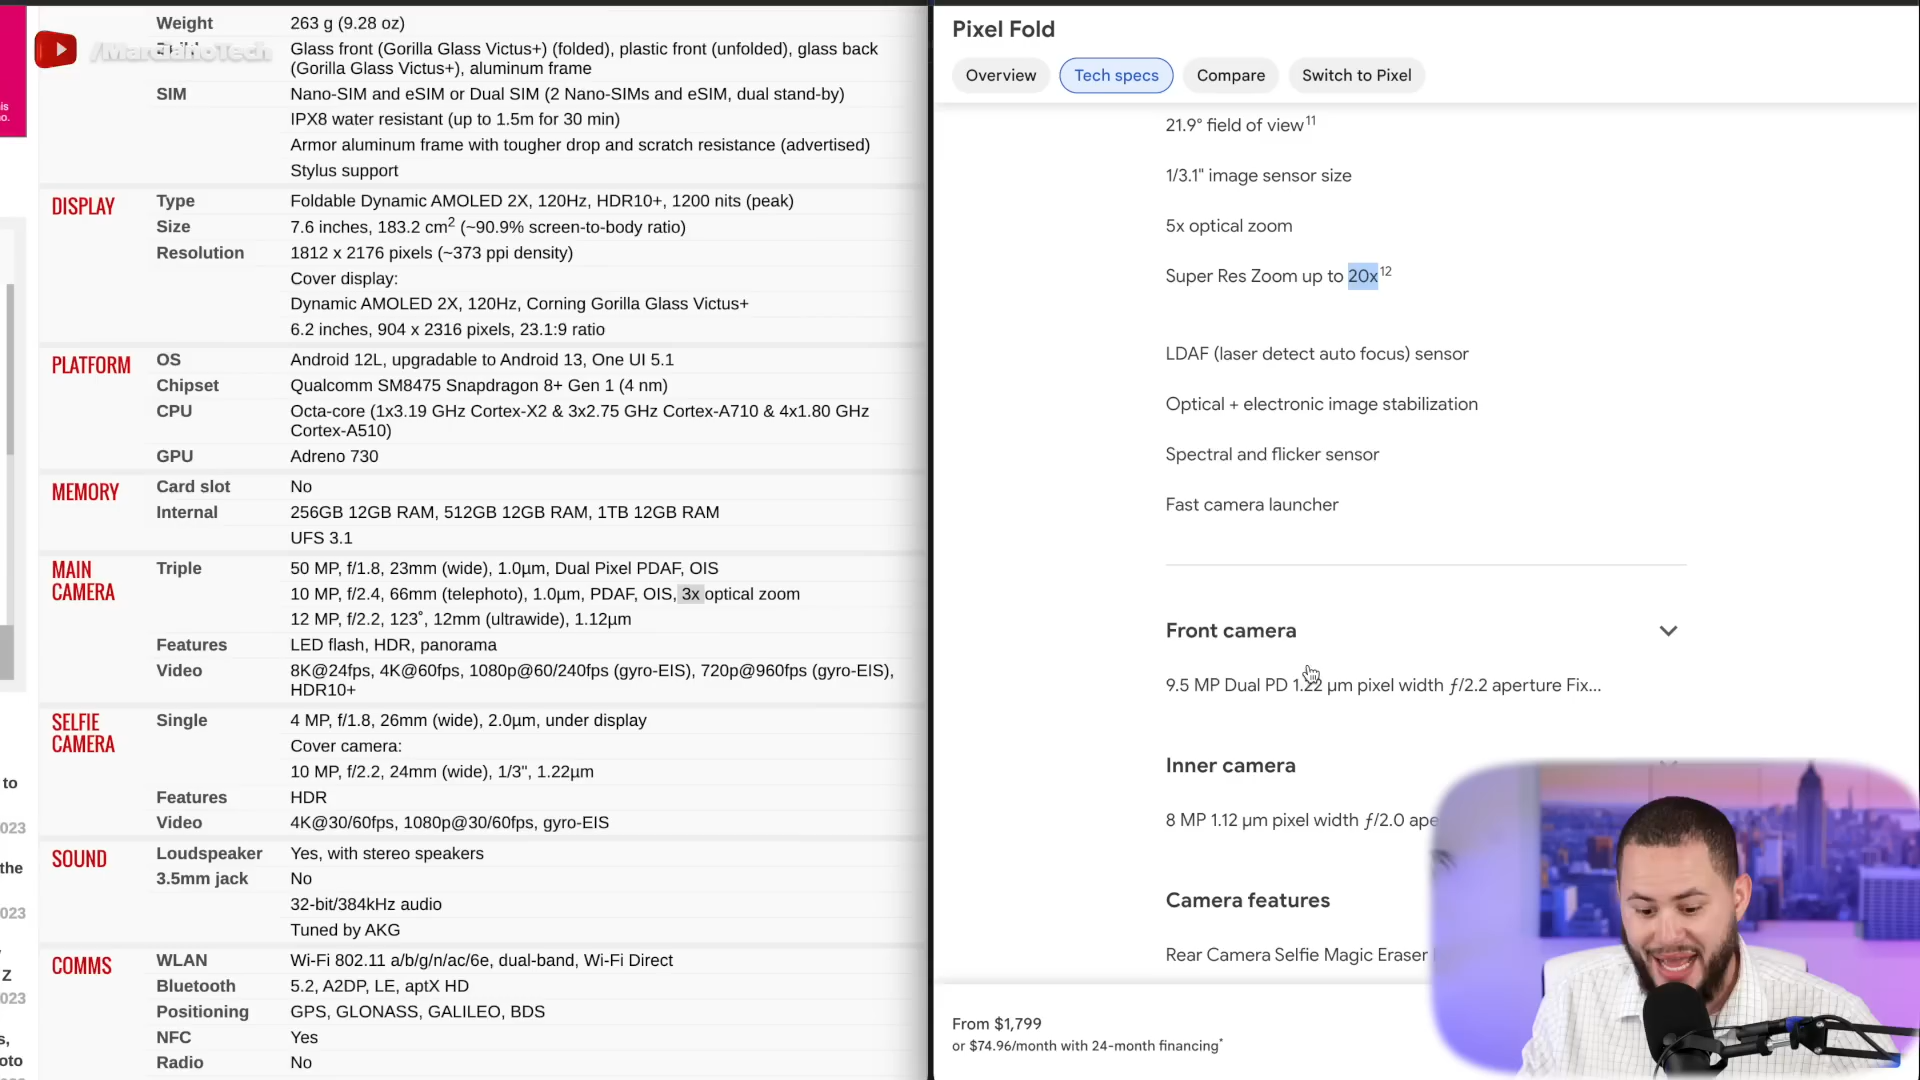 Weight 263 g (9.28 oz)
/MarcianoTech
Glass front (Gorilla Glass Victus+) (folded), plastic front (unfolded), glass back
(Gorilla Glass Victus+), aluminum frame
SIM Nano-SIM and eSIM or Dual SIM (2 Nano-SIMs and eSIM, dual stand-by)
IPX8 water resistant (up to 1.5m for 30 min)
Armor aluminum frame with tougher drop and scratch resistance (advertised)
Stylus support
DISPLAY Type Foldable Dynamic AMOLED 2X, 120Hz, HDR10+, 1200 nits (peak)
Size 7.6 inches, 183.2 cm2 (~90.9% screen-to-body ratio)
Resolution 1812 x 2176 pixels (~373 ppi density)
Cover display:
Dynamic AMOLED 2X, 120Hz, Corning Gorilla Glass Victus+
6.2 inches, 904 x 2316 pixels, 23.1:9 ratio
PLATFORM OS Android 12L, upgradable to Android 13, One UI 5.1
Chipset Qualcomm SM8475 Snapdragon 8+ Gen 1 (4 nm)
CPU Octa-core (1x3.19 GHz Cortex-X2 & 3x2.75 GHz Cortex-A710 & 4x1.80 GHz
Cortex-A510)
GPU Adreno 730
MEMORY Card slot No
Internal 256GB 12GB RAM, 512GB 12GB RAM, 1TB 12GB RAM
UFS 3.1
MAIN CAMERA Triple 50 MP, f/1.8, 23mm (wide), 1.0µm, Dual Pixel PDAF, OIS
10 MP, f/2.4, 66mm (telephoto), 1.0µm, PDAF, OIS, 3x optical zoom
12 MP, f/2.2, 123˚, 12mm (ultrawide), 1.12µm
Features LED flash, HDR, panorama
Video 8K@24fps, 4K@60fps, 1080p@60/240fps (gyro-EIS), 720p@960fps (gyro-EIS),
HDR10+
SELFIE CAMERA Single 4 MP, f/1.8, 26mm (wide), 2.0µm, under display
Cover camera:
10 MP, f/2.2, 24mm (wide), 1/3", 1.22µm
Features HDR
Video 4K@30/60fps, 1080p@30/60fps, gyro-EIS
SOUND Loudspeaker Yes, with stereo speakers
3.5mm jack No
32-bit/384kHz audio
Tuned by AKG
COMMS WLAN Wi-Fi 802.11 a/b/g/n/ac/6e, dual-band, Wi-Fi Direct
Bluetooth 5.2, A2DP, LE, aptX HD
Positioning GPS, GLONASS, GALILEO, BDS
NFC Yes
Radio No
to
023
the
023
Z
023
s,
oto
Pixel Fold
Overview Tech specs Compare Switch to Pixel
21.9° field of view11
1/3.1" image sensor size
5x optical zoom
Super Res Zoom up to 20x12
LDAF (laser detect auto focus) sensor
Optical + electronic image stabilization
Spectral and flicker sensor
Fast camera launcher
Front camera
9.5 MP Dual PD 1.22 μm pixel width ƒ/2.2 aperture Fix...
Inner camera
8 MP 1.12 μm pixel width ƒ/2.0 ape
Camera features
Rear Camera Selfie Magic Eraser
From $1,799
or $74.96/month with 24-month financing*